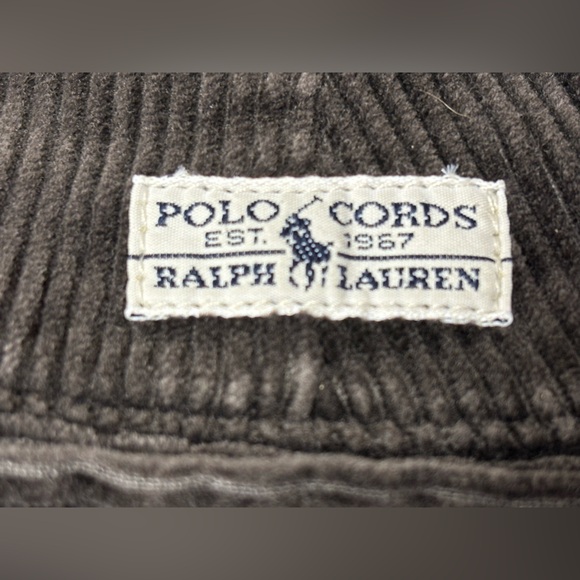 POLO CORDS
EST. 1967
RALPH LAUREN